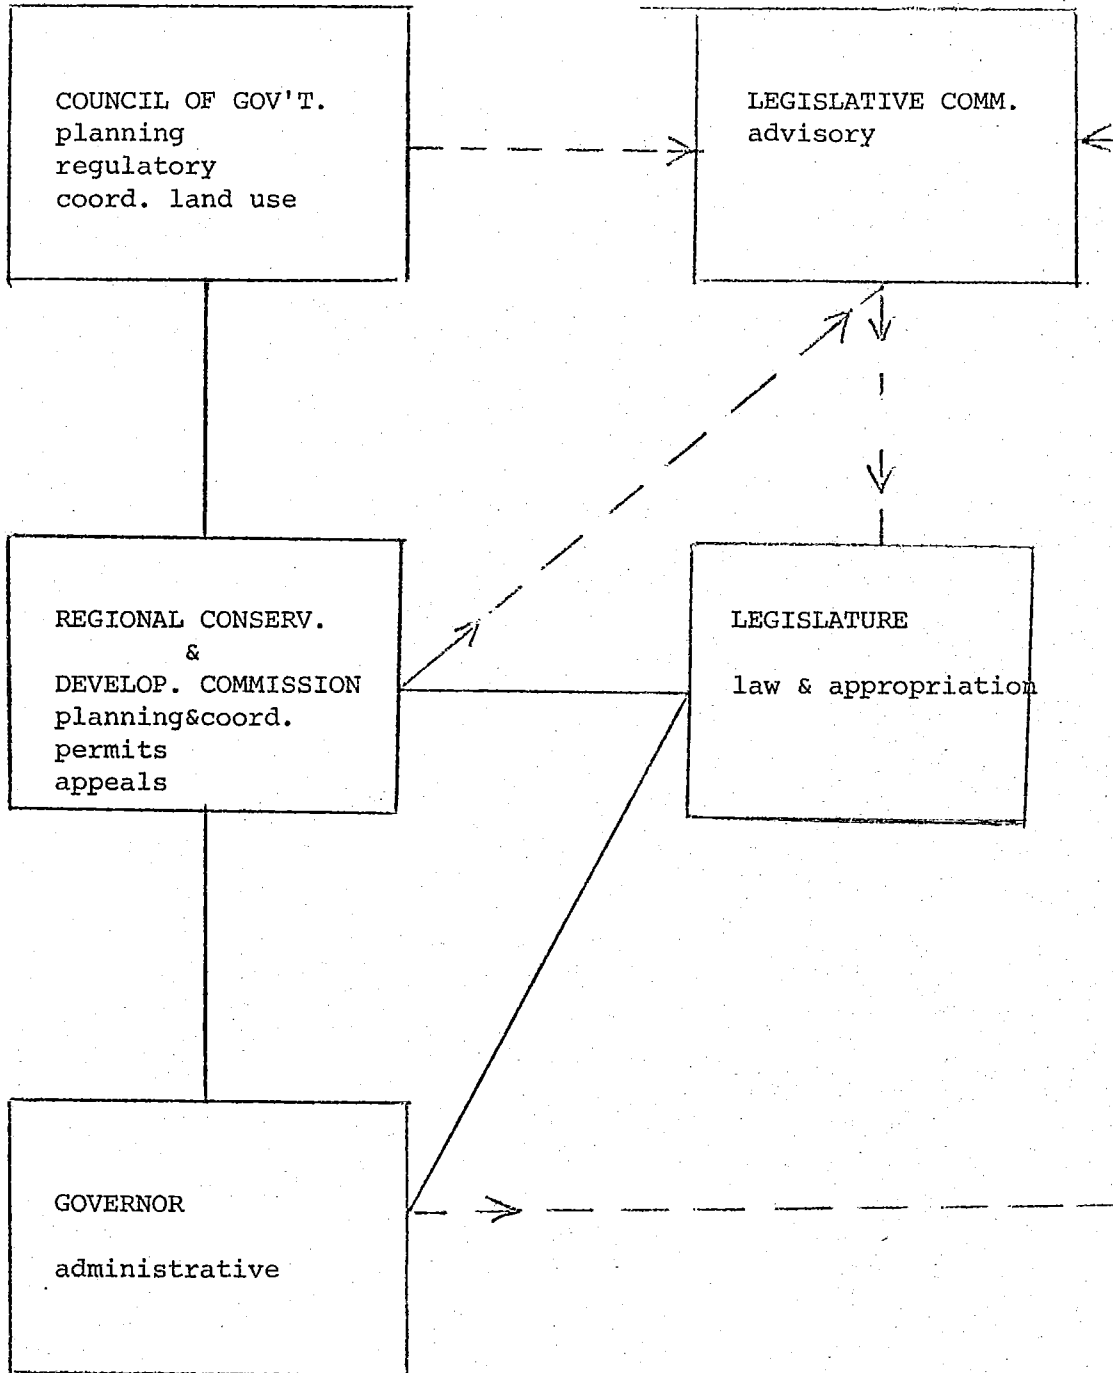 COUNCIL OF GOV'T.
planning
regulatory
coord. land use
LEGISLATIVE COMM.
advisory
REGIONAL CONSERV.
&
DEVELOP. COMMISSION
planning&coord.
permits
appeals
LEGISLATURE
law & appropriation
GOVERNOR
administrative